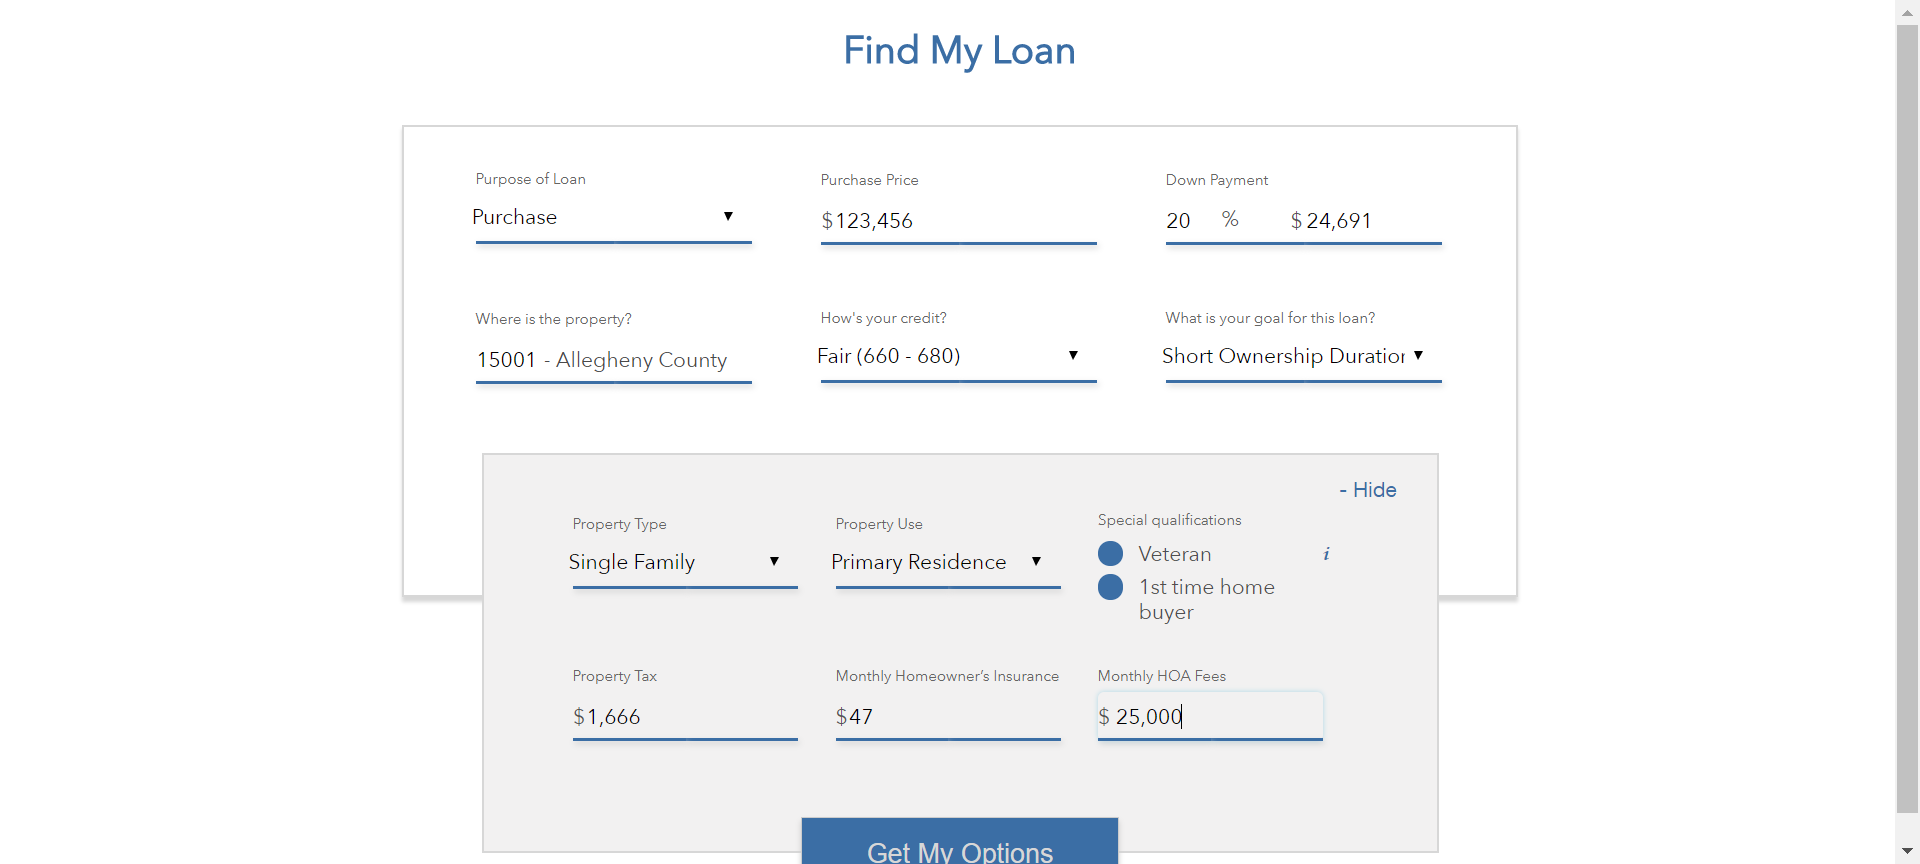 Find My Loan
Purpose of Loan
Purchase
Purchase Price
$123,456
Down Payment
20 % $24,691
Where is the property?
15001 - Allegheny County
How's your credit?
Fair (660 - 680)
What is your goal for this loan?
Short Ownership Duration
- Hide
Property Type
Single Family
Property Use
Primary Residence
Special qualifications
Veteran i
1st time home
buyer
Property Tax
$1,666
Monthly Homeowner’s Insurance
$47
Monthly HOA Fees
$ 25,000
Get My Options